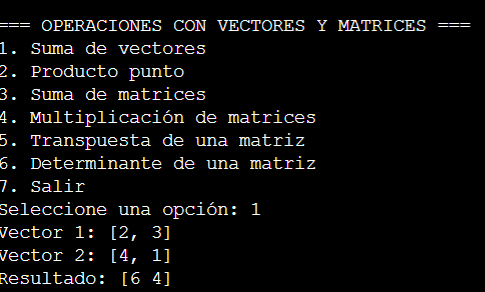 === OPERACIONES CON VECTORES Y MATRICES ===
1. Suma de vectores
2. Producto punto
3. Suma de matrices
4. Multiplicación de matrices
5. Transpuesta de una matriz
6. Determinante de una matriz
7. Salir
Seleccione una opción: 1
Vector 1: [2, 3]
Vector 2: [4, 1]
Resultado: [6 4]